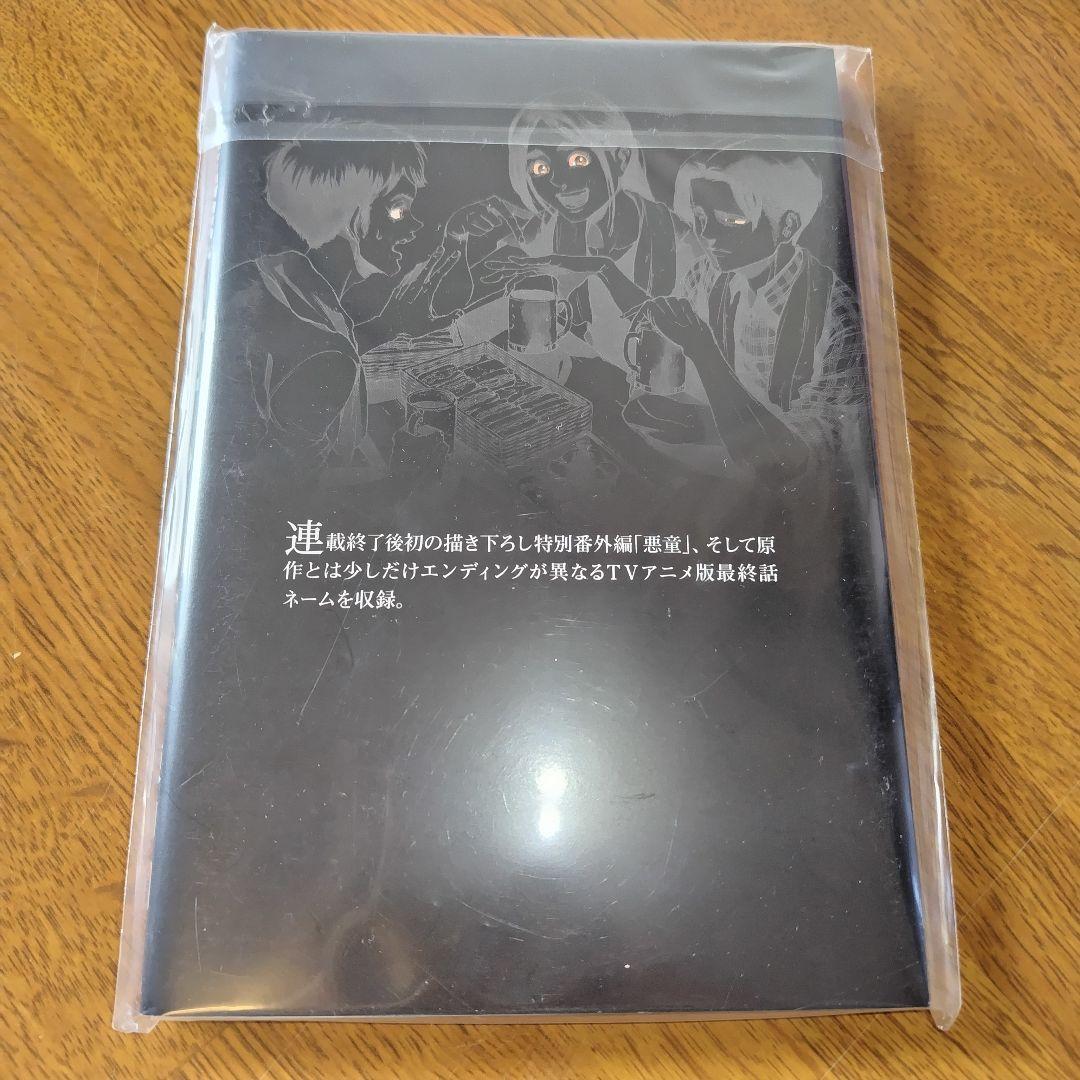 連載終了後初の描き下ろし特別番外編「悪童」、そして原
作とは少しだけエンディングが異なるTVアニメ版最終話
ネームを収録。